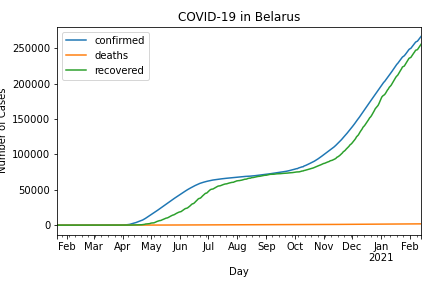 COVID-19 in Belarus
confirmed
deaths
recovered
250000
200000
150000
100000
50000
0
Number of Cases
Feb Mar Apr May Jun Jul Aug Sep Oct Nov Dec Jan Feb
2021
Day